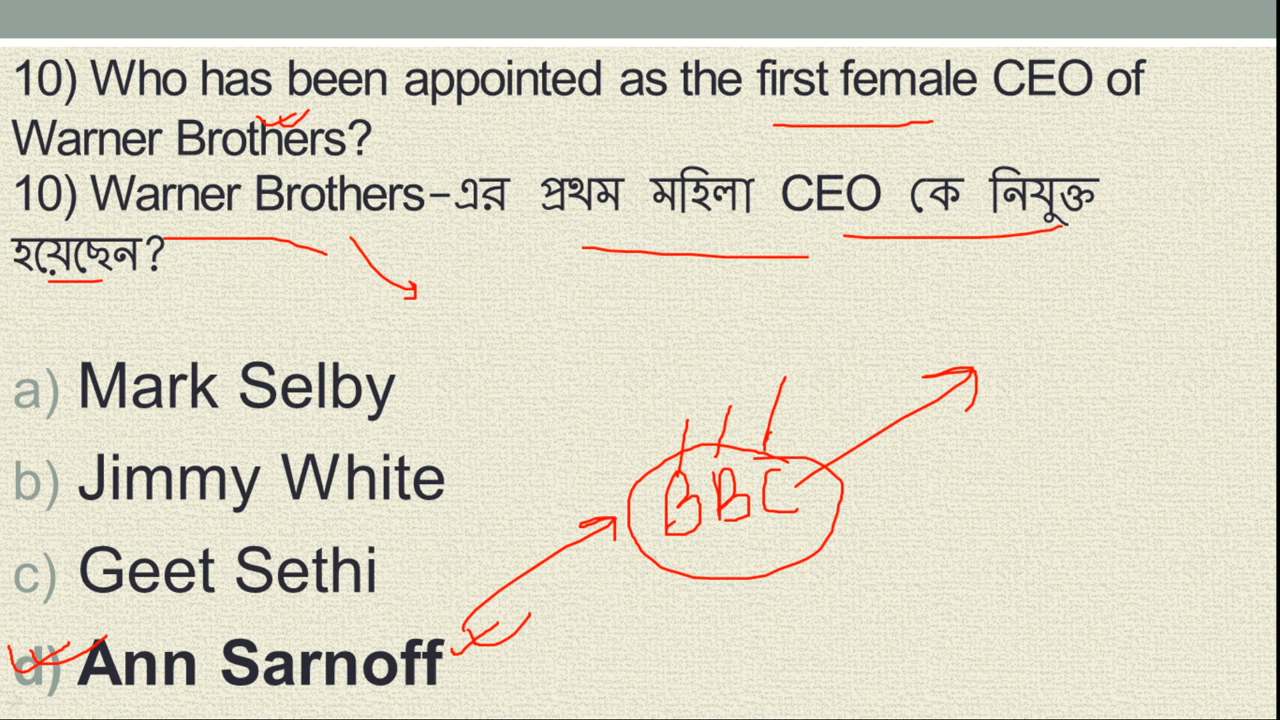 10) Who has been appointed as the first female CEO of
Warner Brothers?
10) Warner Brothers-এর প্রথম মহিলা CEO কে নিযুক্ত
হয়েছেন?
a) Mark Selby
b) Jimmy White
BBC
c) Geet Sethi
d) Ann Sarnoff